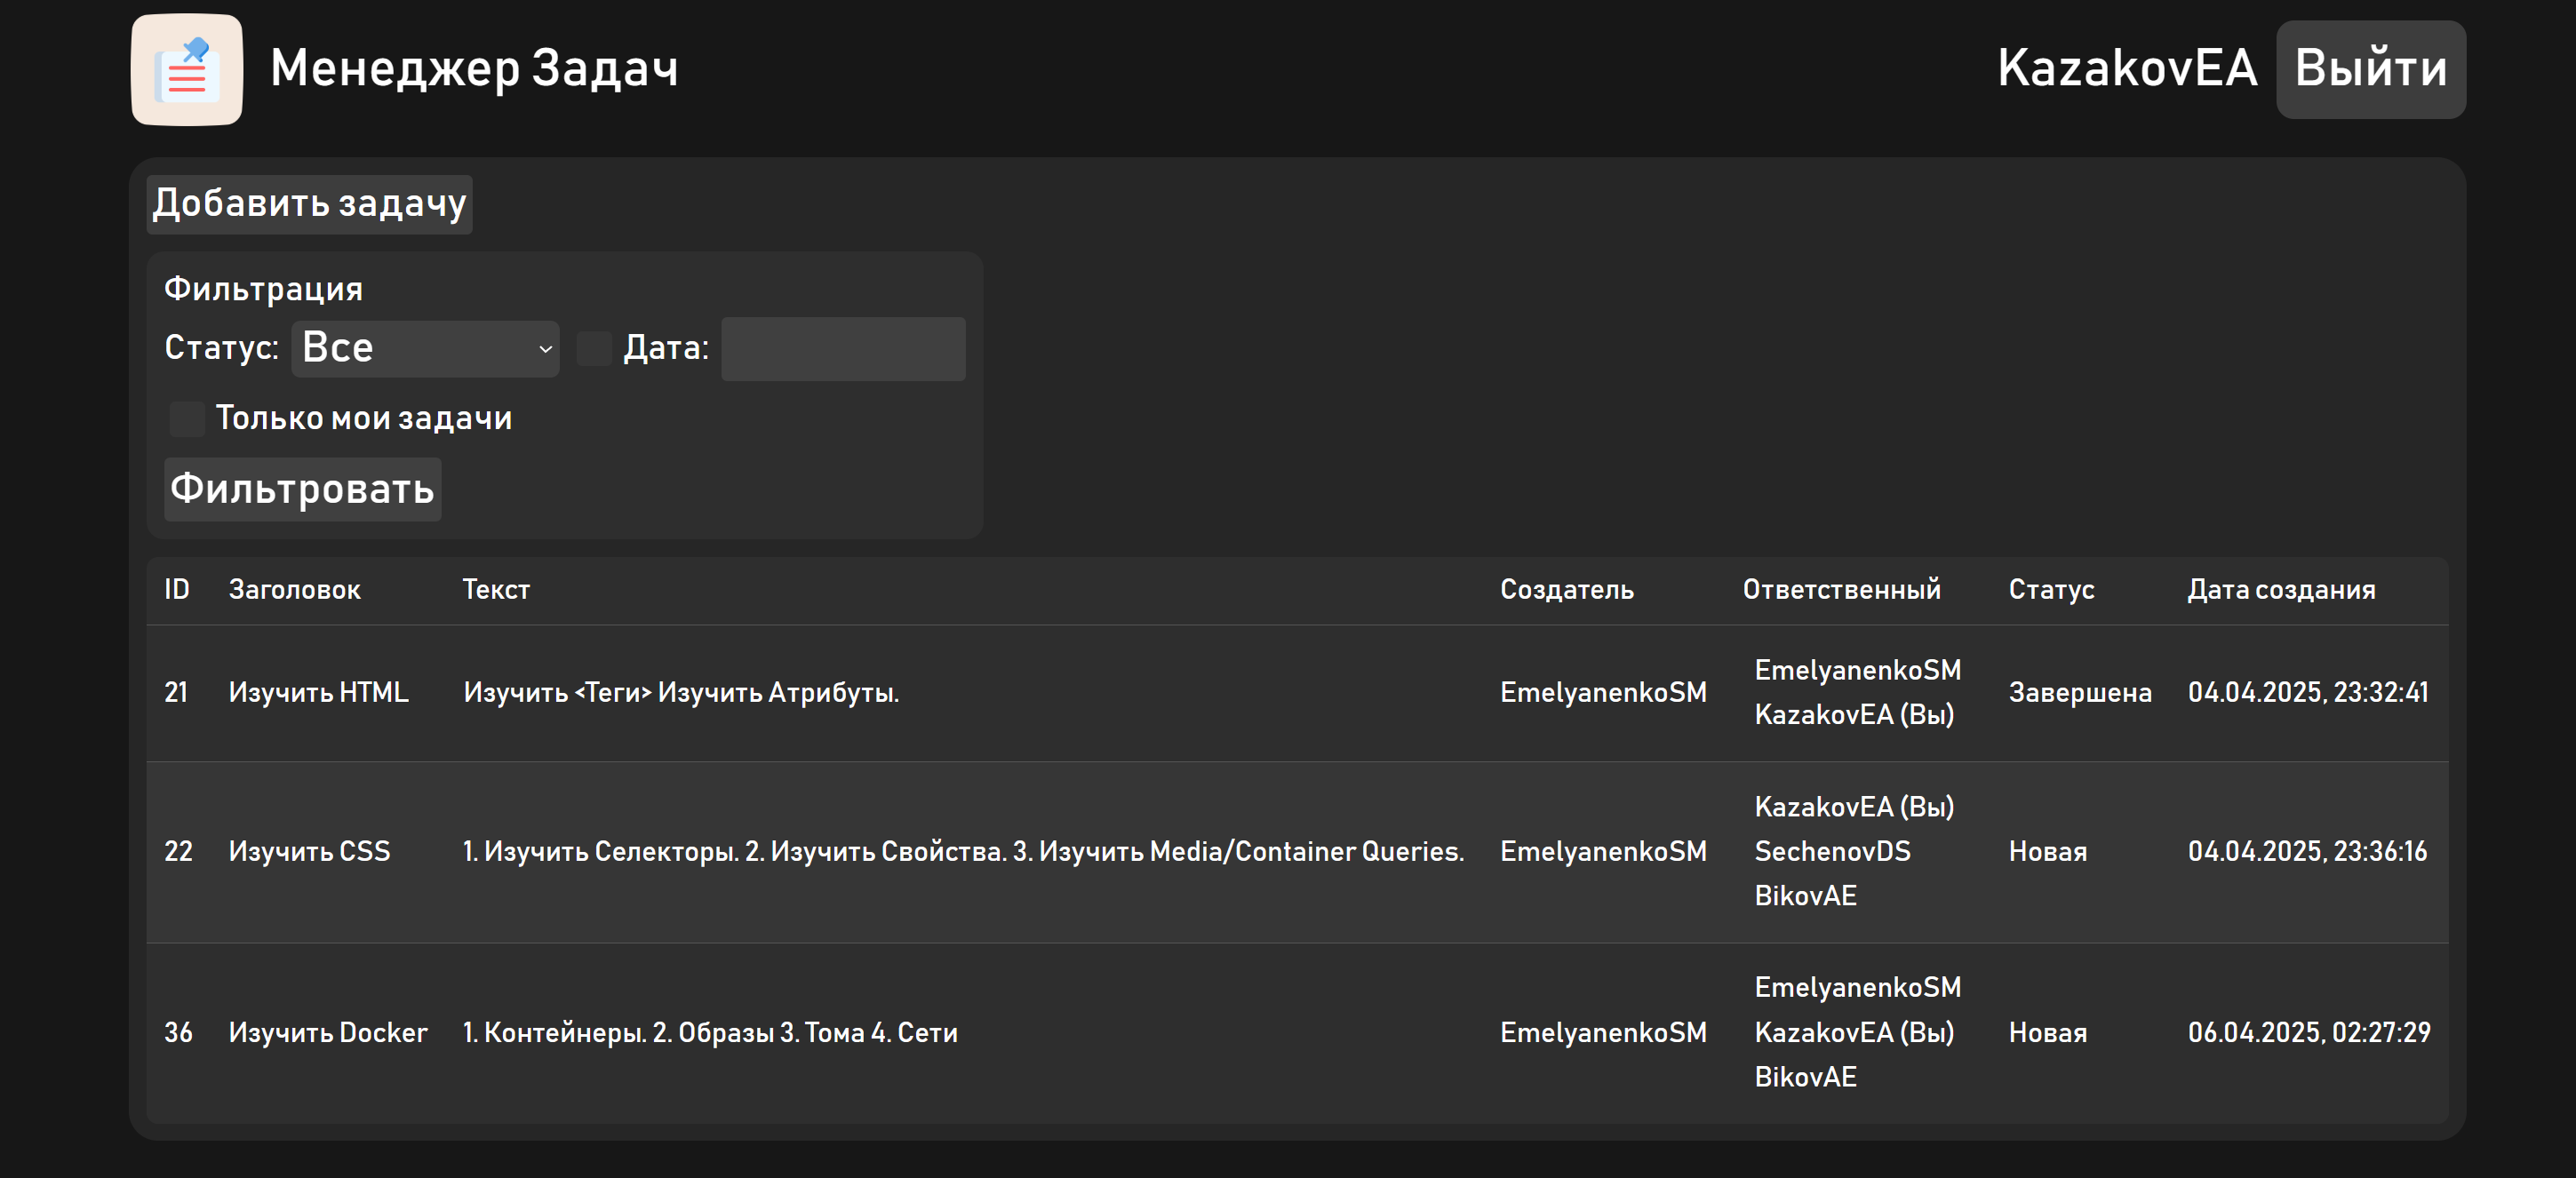 Менеджер Задач
KazakovEA Выйти
Добавить задачу
Фильтрация
Статус: Все Дата:
Только мои задачи
Фильтровать
ID Заголовок Текст Создатель Ответственный Статус Дата создания
21 Изучить HTML Изучить <Теги> Изучить Атрибуты. EmelyanenkoSM EmelyanenkoSM
KazakovEA (Вы) Завершена 04.04.2025, 23:32:41
22 Изучить CSS 1. Изучить Селекторы. 2. Изучить Свойства. 3. Изучить Media/Container Queries. EmelyanenkoSM KazakovEA (Вы)
SechenovDS
BikovAE Новая 04.04.2025, 23:36:16
36 Изучить Docker 1. Контейнеры. 2. Образы 3. Тома 4. Сети EmelyanenkoSM EmelyanenkoSM
KazakovEA (Вы)
BikovAE Новая 06.04.2025, 02:27:29